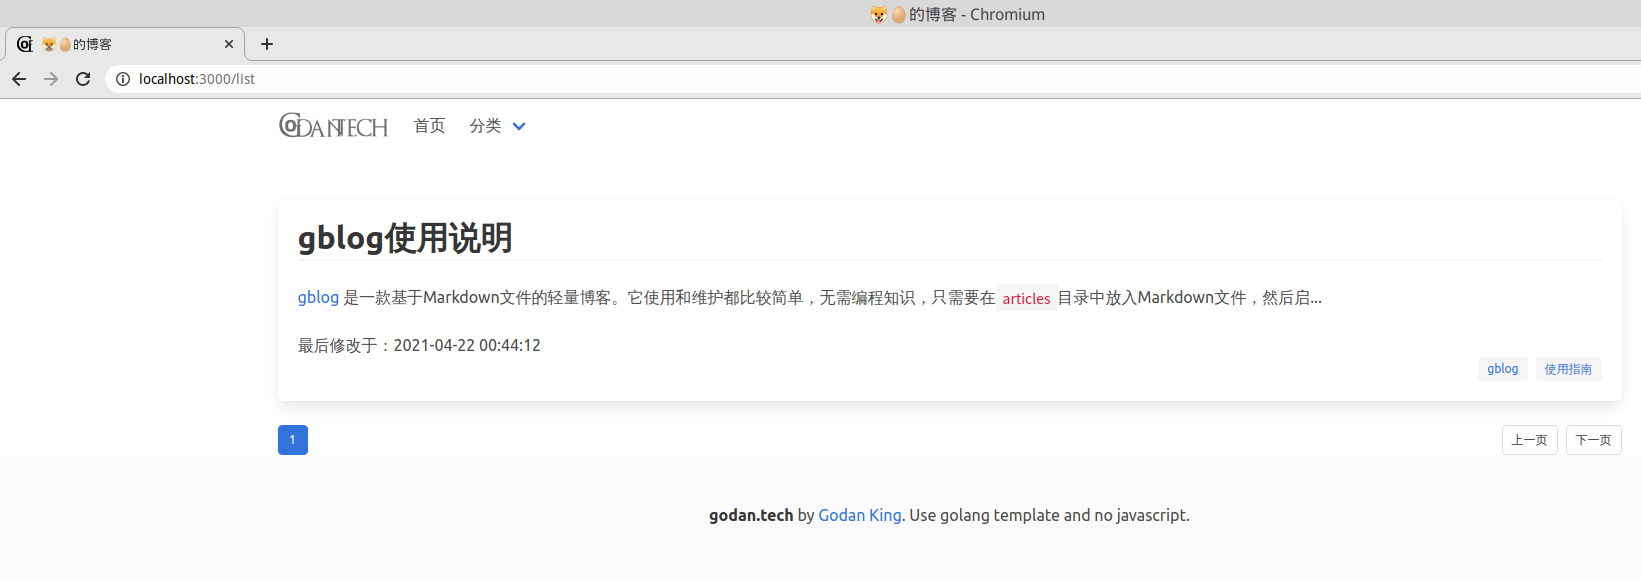 🐯🥚的博客 - Chromium
🐯🥚的博客
localhost:3000/list
GODANTECH 首页 分类
gblog使用说明
gblog 是一款基于Markdown文件的轻量博客。它使用和维护都比较简单，无需编程知识，只需要在 articles 目录中放入Markdown文件，然后启...
最后修改于：2021-04-22 00:44:12
gblog 使用指南
1 上一页 下一页
godan.tech by Godan King. Use golang template and no javascript.